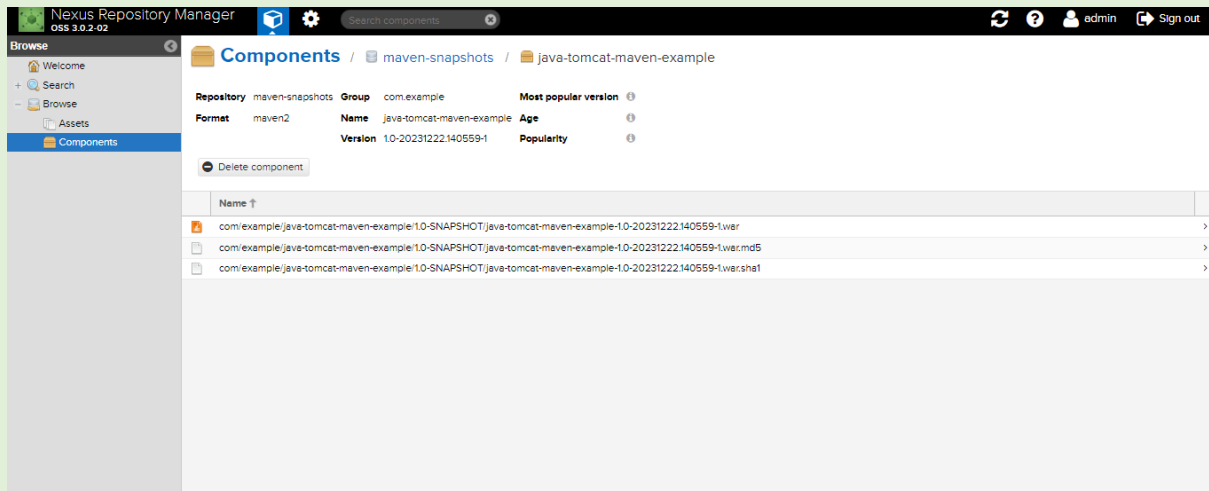 Nexus Repository Manager
OSS 3.0.2-02
Search components
admin
Sign out
Browse
Welcome
Search
Browse
Assets
Components
Components / maven-snapshots / java-tomcat-maven-example
Repository maven-snapshots Group com.example Most popular version
Format maven2 Name java-tomcat-maven-example Age
Version 1.0-20231222.140559-1 Popularity
Delete component
Name
com/example/java-tomcat-maven-example/1.0-SNAPSHOT/java-tomcat-maven-example-1.0-20231222.140559-1.war
com/example/java-tomcat-maven-example/1.0-SNAPSHOT/java-tomcat-maven-example-1.0-20231222.140559-1.war.md5
com/example/java-tomcat-maven-example/1.0-SNAPSHOT/java-tomcat-maven-example-1.0-20231222.140559-1.war.sha1